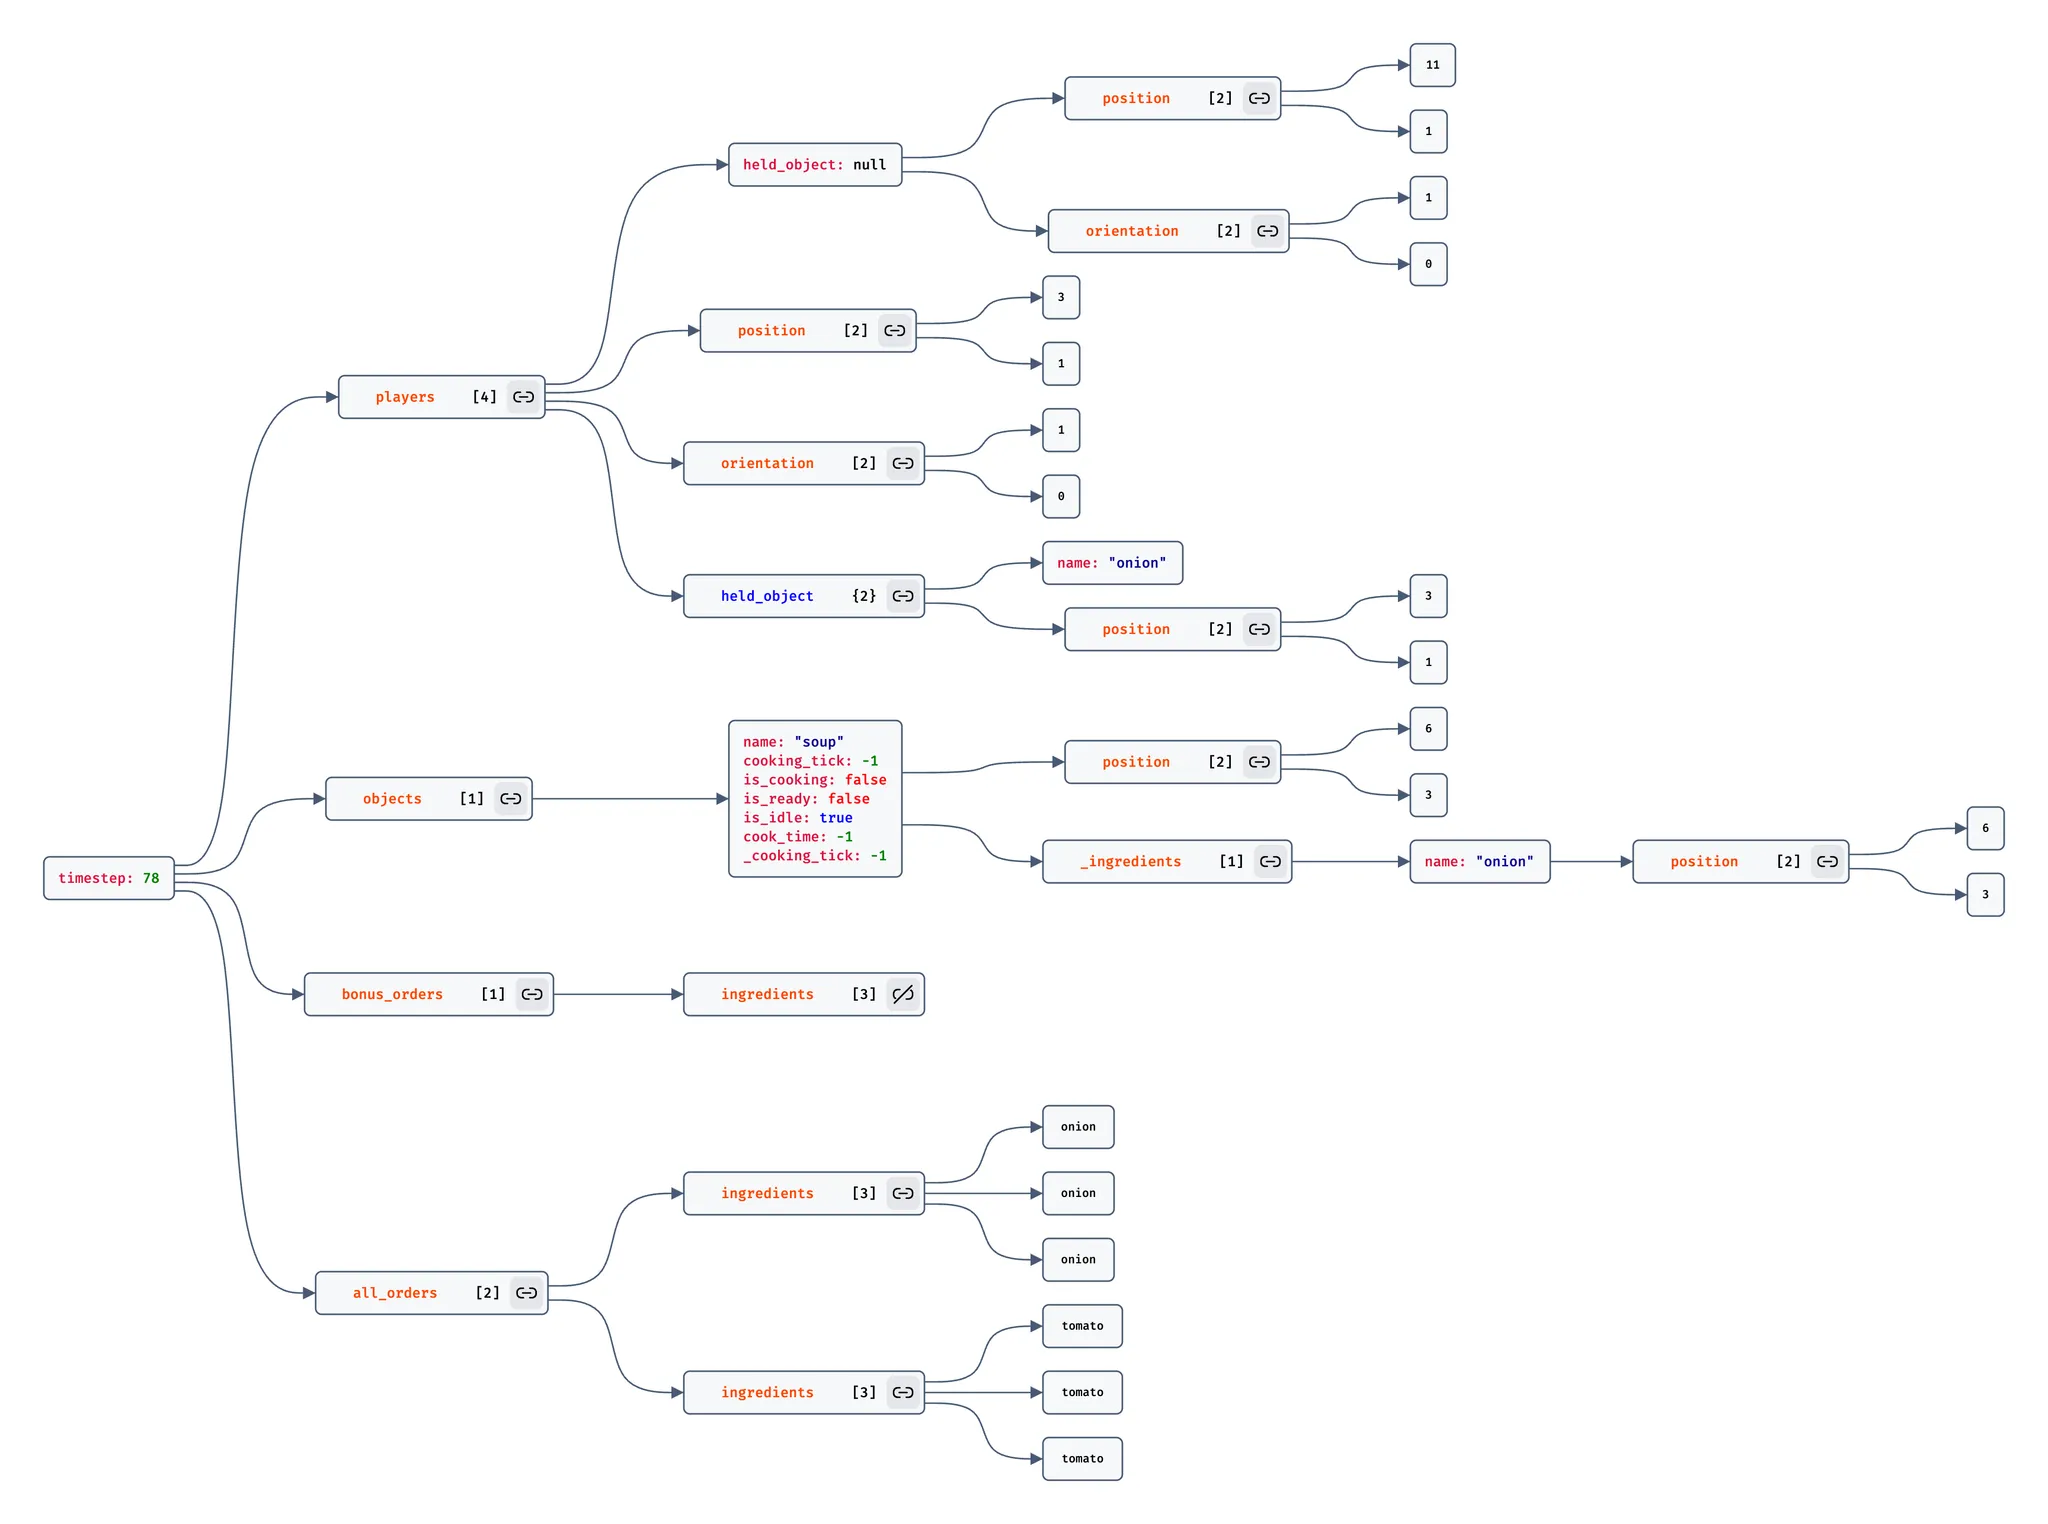 11
position [2]
1
held_object: null
1
orientation [2]
0
3
position [2]
1
players [4]
1
orientation [2]
0
name: "onion"
held_object {2}
3
position [2]
1
name: "soup"
cooking_tick: -1
is_cooking: false
is_ready: false
is_idle: true
cook_time: -1
_cooking_tick: -1
6
position [2]
3
objects [1]
6
_ingredients [1]
name: "onion"
position [2]
3
timestep: 78
bonus_orders [1]
ingredients [3]
onion
ingredients [3]
onion
onion
all_orders [2]
tomato
ingredients [3]
tomato
tomato